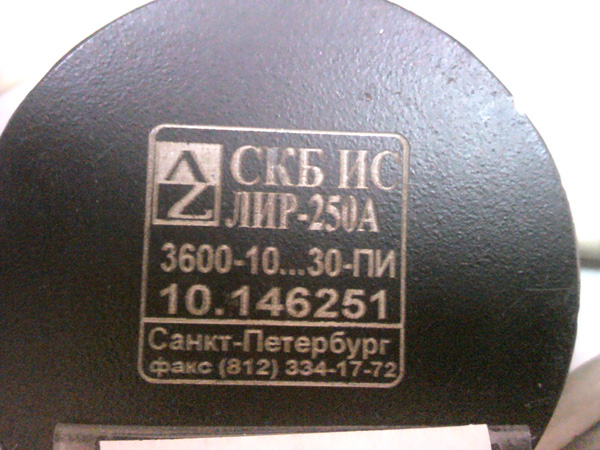 СКБ ИС
ЛИР-250А
3600-10...30-ПИ
10.146251
Санкт-Петербург
факс (812) 334-17-72